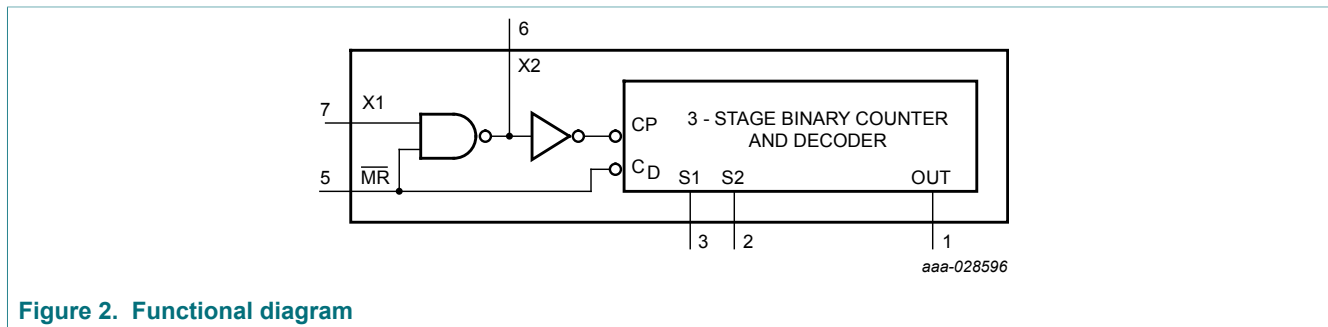 6
X2
7
X1
CP
3 - STAGE BINARY COUNTER
AND DECODER
5
MR
CD
S1
S2
OUT
3
2
1
aaa-028596
Figure 2. Functional diagram